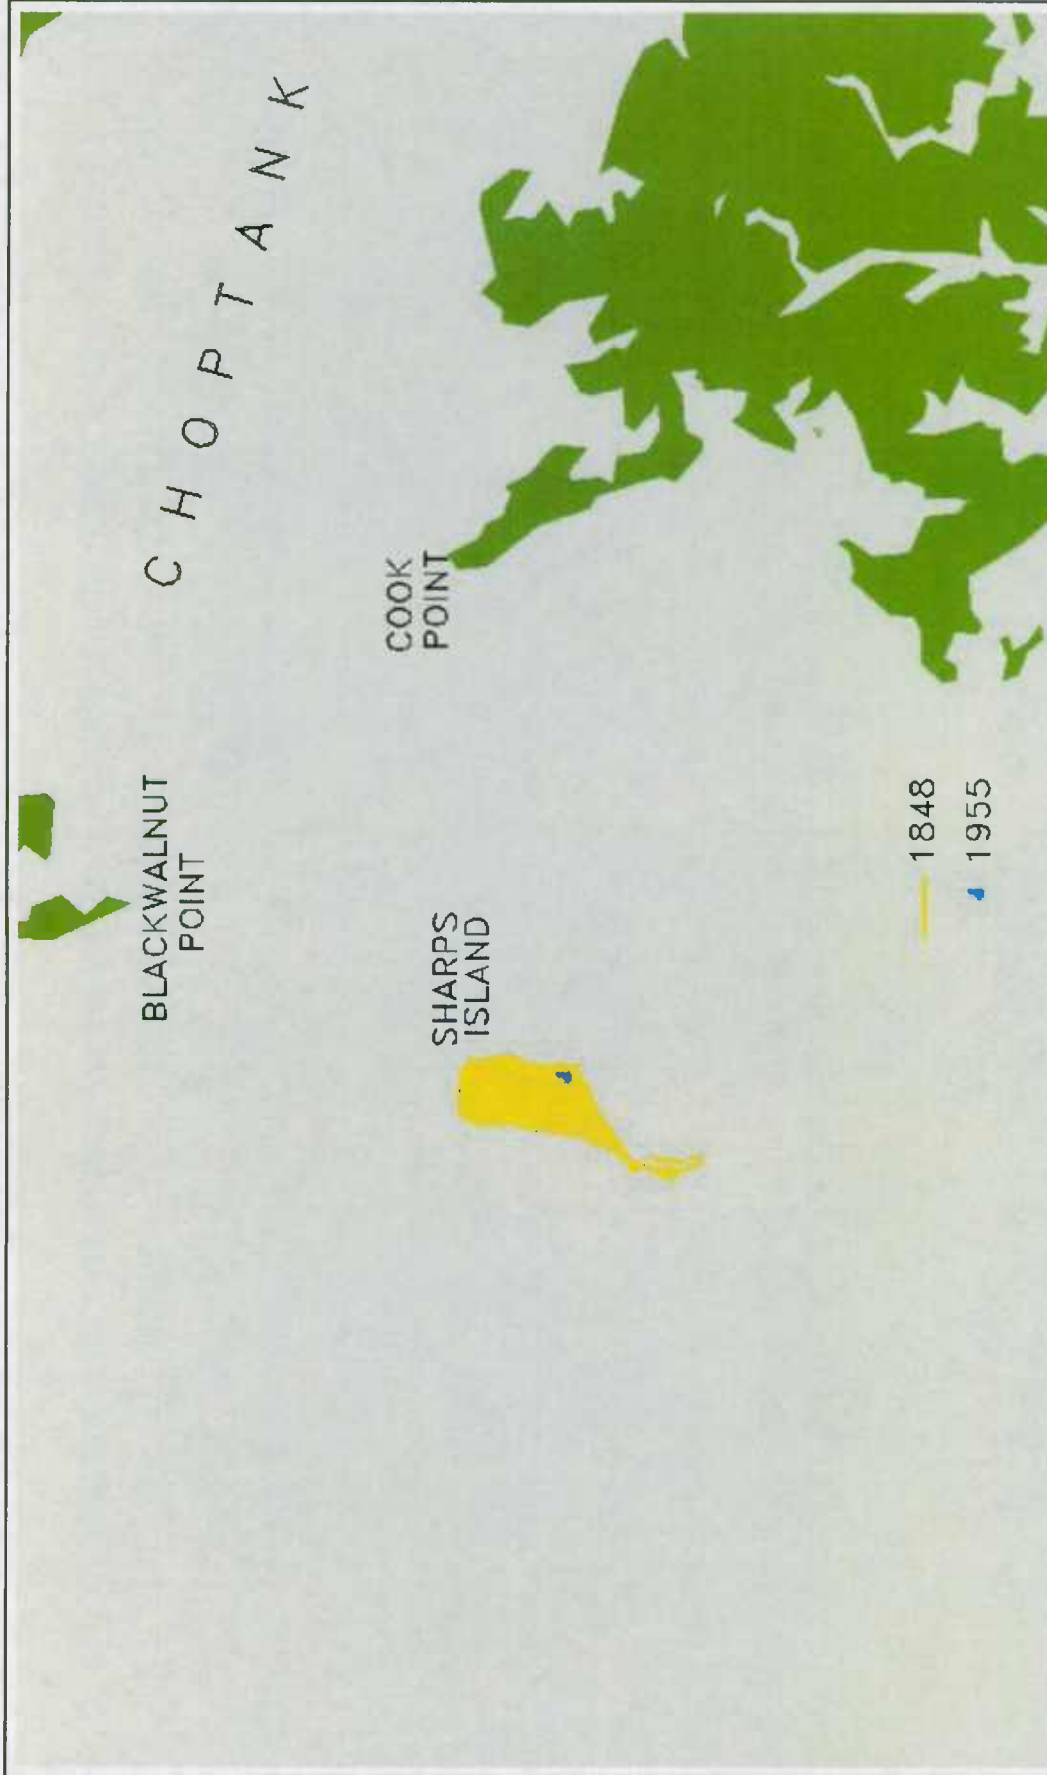 CHOPTANK
BLACKWALNUT
POINT
COOK
POINT
SHARPS
ISLAND
1848
1955